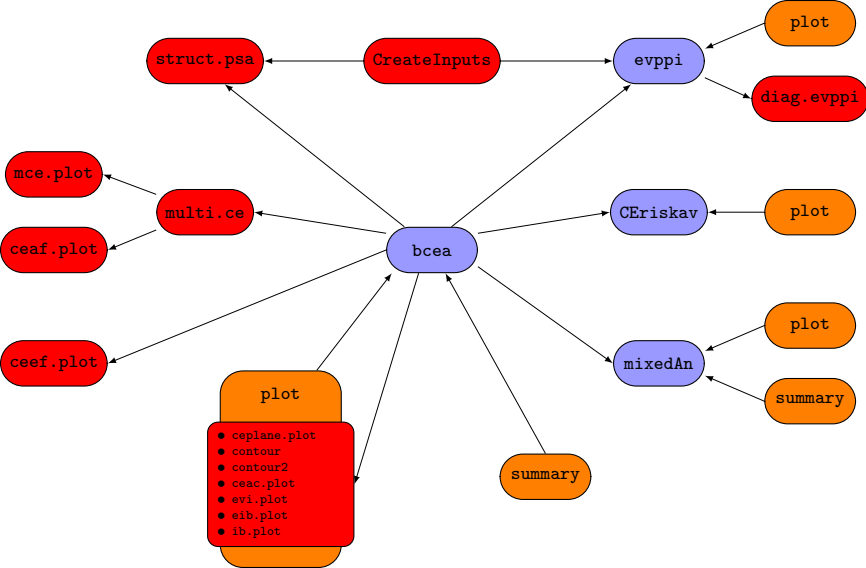 plot
struct.psa
CreateInputs
evppi
diag.evppi
mce.plot
multi.ce
CEriskav
plot
ceaf.plot
bcea
plot
ceef.plot
mixedAn
plot
summary
● ceplane.plot
● contour
● contour2
● ceac.plot
● evi.plot
● eib.plot
● ib.plot
summary